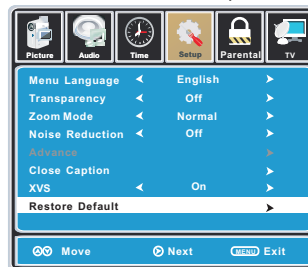 Picture Audio Time Setup Parental TV
Menu Language English
Transparency Off
Zoom Mode Normal
Noise Reduction Off
Advance
Close Caption
XVS On
Restore Default
Move Next MENU Exit